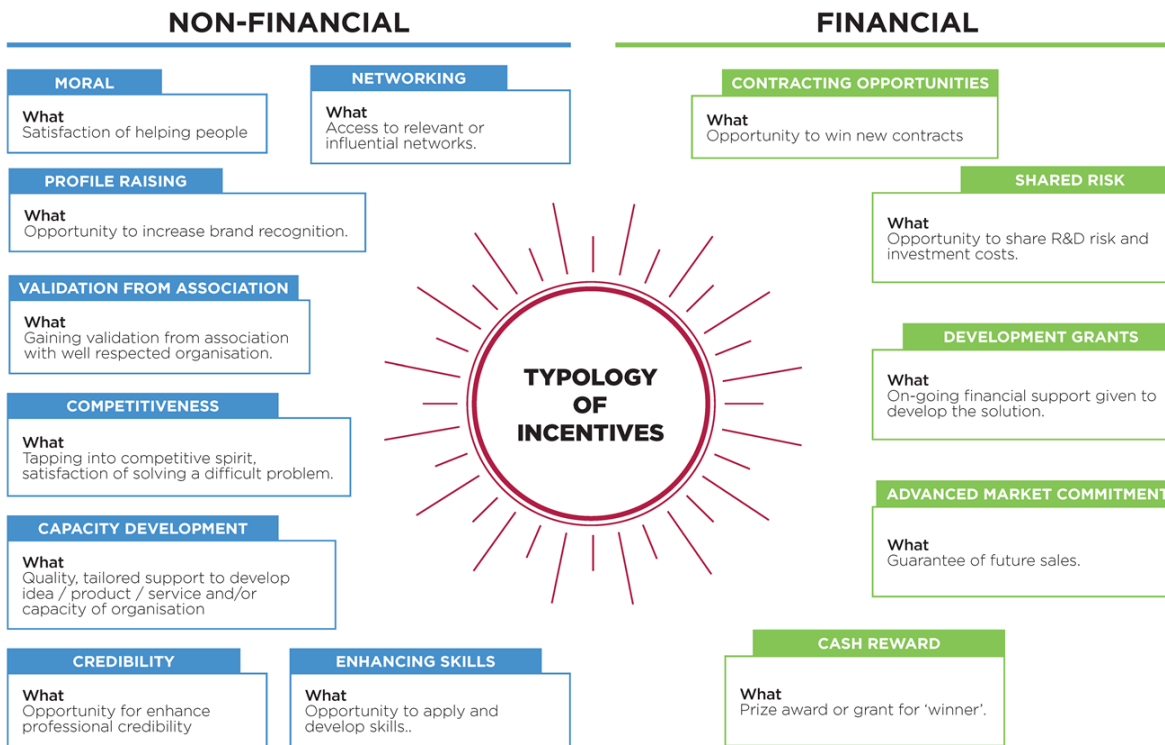 NON-FINANCIAL
MORAL
What
Satisfaction of helping people
NETWORKING
What
Access to relevant or
influential networks.
PROFILE RAISING
What
Opportunity to increase brand recognition.
VALIDATION FROM ASSOCIATION
What
Gaining validation from association
with well respected organisation.
COMPETITIVENESS
What
Tapping into competitive spirit,
satisfaction of solving a difficult problem.
CAPACITY DEVELOPMENT
What
Quality, tailored support to develop
idea / product / service and/or
capacity of organisation
CREDIBILITY
What
Opportunity for enhance
professional credibility
ENHANCING SKILLS
What
Opportunity to apply and
develop skills..
TYPOLOGY
OF
INCENTIVES
FINANCIAL
CONTRACTING OPPORTUNITIES
What
Opportunity to win new contracts
SHARED RISK
What
Opportunity to share R&D risk and
investment costs.
DEVELOPMENT GRANTS
What
On-going financial support given to
develop the solution.
ADVANCED MARKET COMMITMENT
What
Guarantee of future sales.
CASH REWARD
What
Prize award or grant for ‘winner’.